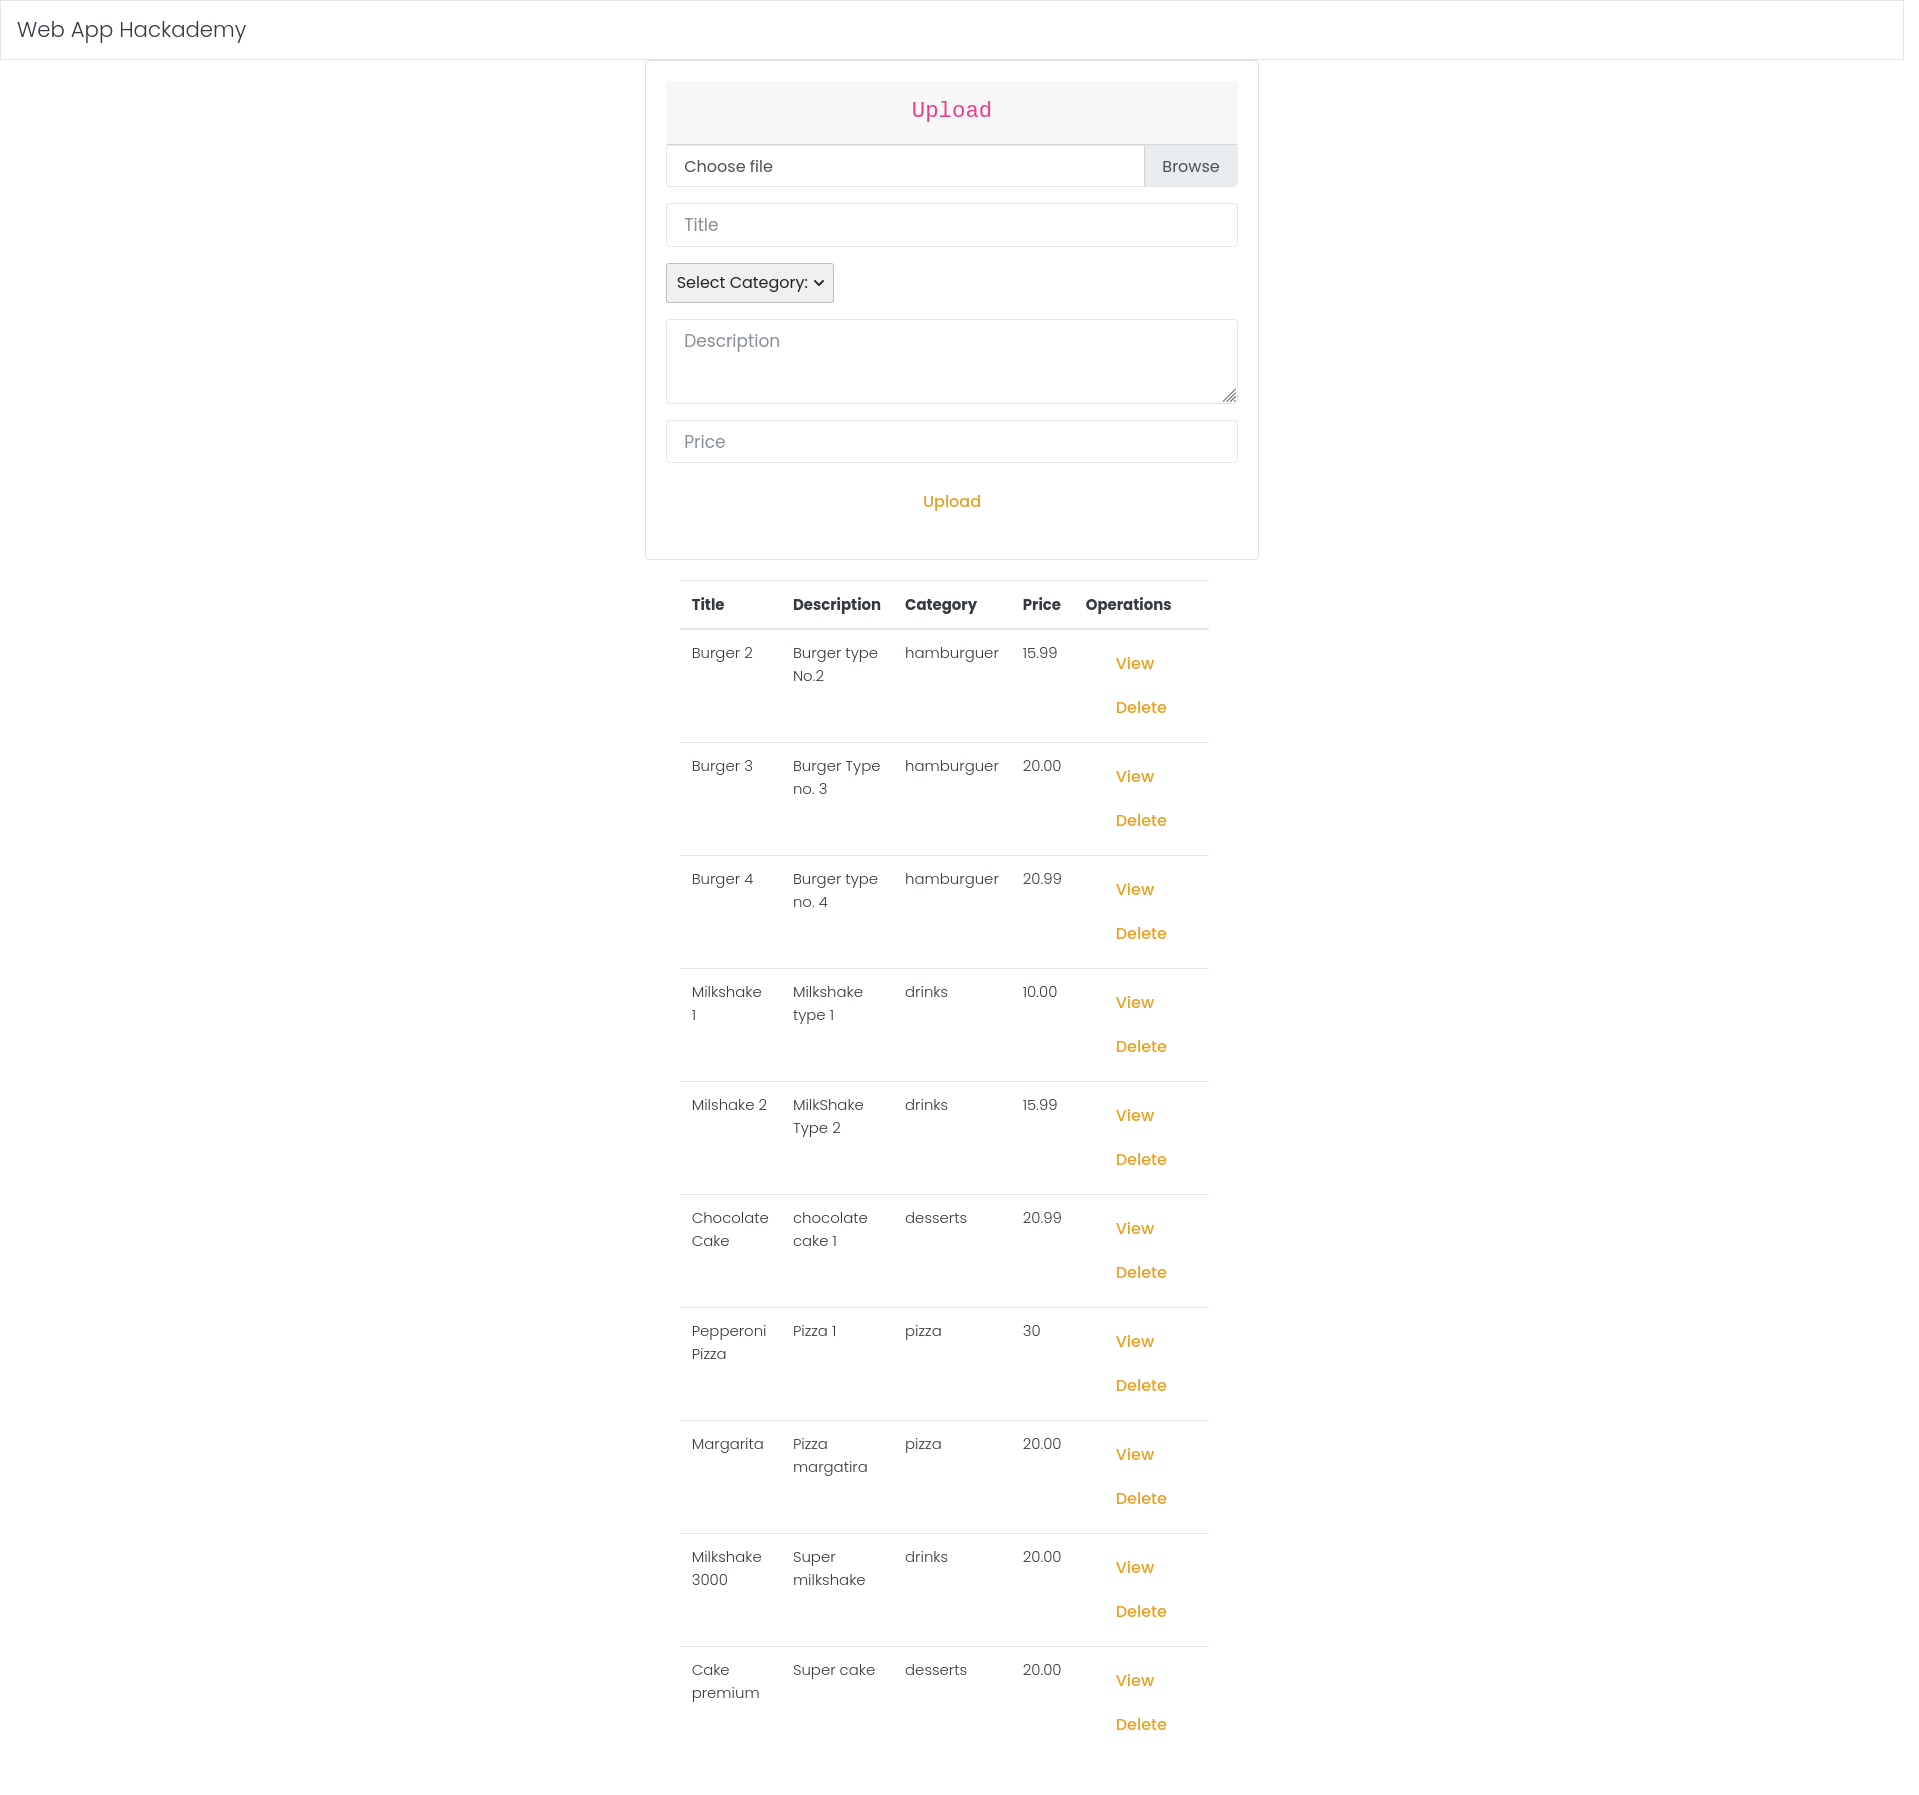 Web App Hackademy
Upload
Choose file Browse
Title
Select Category:
Description
Price
Upload
Title Description Category Price Operations
Burger 2 Burger type hamburguer 15.99 View
No.2
Delete
Burger 3 Burger Type hamburguer 20.00 View
no. 3
Delete
Burger 4 Burger type hamburguer 20.99 View
no. 4
Delete
Milkshake Milkshake drinks 10.00 View
1 type 1
Delete
Milshake 2 MilkShake drinks 15.99 View
Type 2
Delete
Chocolate chocolate desserts 20.99 View
Cake cake 1
Delete
Pepperoni Pizza 1 pizza 30 View
Pizza
Delete
Margarita Pizza pizza 20.00 View
margatira
Delete
Milkshake Super drinks 20.00 View
3000 milkshake
Delete
Cake Super cake desserts 20.00 View
premium
Delete